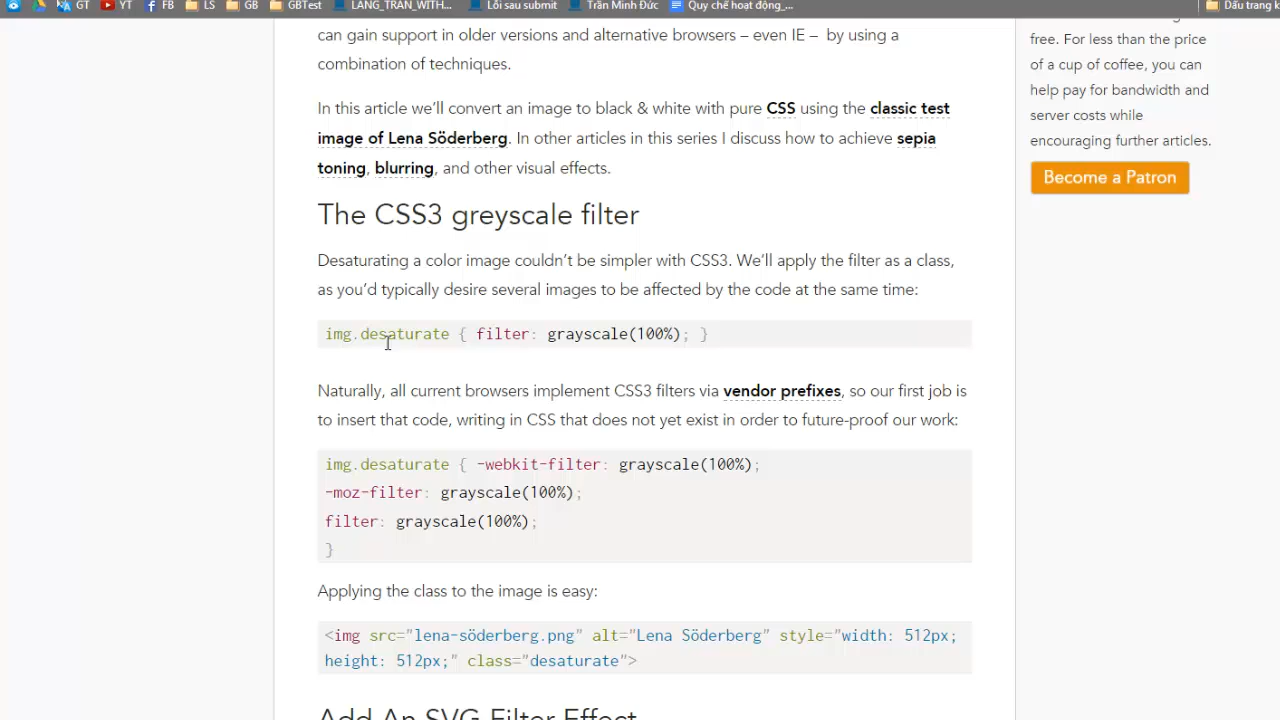 GT YT FB LS GB GBTest LANG_TRAN_WITH... Lỗi sau submit Trần Minh Đức Quy chế hoạt động_... Dấu trang k
can gain support in older versions and alternative browsers – even IE – by using a
combination of techniques.
In this article we'll convert an image to black & white with pure CSS using the classic test
image of Lena Söderberg. In other articles in this series I discuss how to achieve sepia
toning, blurring, and other visual effects.
The CSS3 greyscale filter
Desaturating a color image couldn't be simpler with CSS3. We'll apply the filter as a class,
as you'd typically desire several images to be affected by the code at the same time:
img.desaturate { filter: grayscale(100%); }
Naturally, all current browsers implement CSS3 filters via vendor prefixes, so our first job is
to insert that code, writing in CSS that does not yet exist in order to future-proof our work:
img.desaturate { -webkit-filter: grayscale(100%);
-moz-filter: grayscale(100%);
filter: grayscale(100%);
}
Applying the class to the image is easy:
<img src="lena-söderberg.png" alt="Lena Söderberg" style="width: 512px;
height: 512px;" class="desaturate">
Add An SVG Filter Effect
free. For less than the price
of a cup of coffee, you can
help pay for bandwidth and
server costs while
encouraging further articles.
Become a Patron